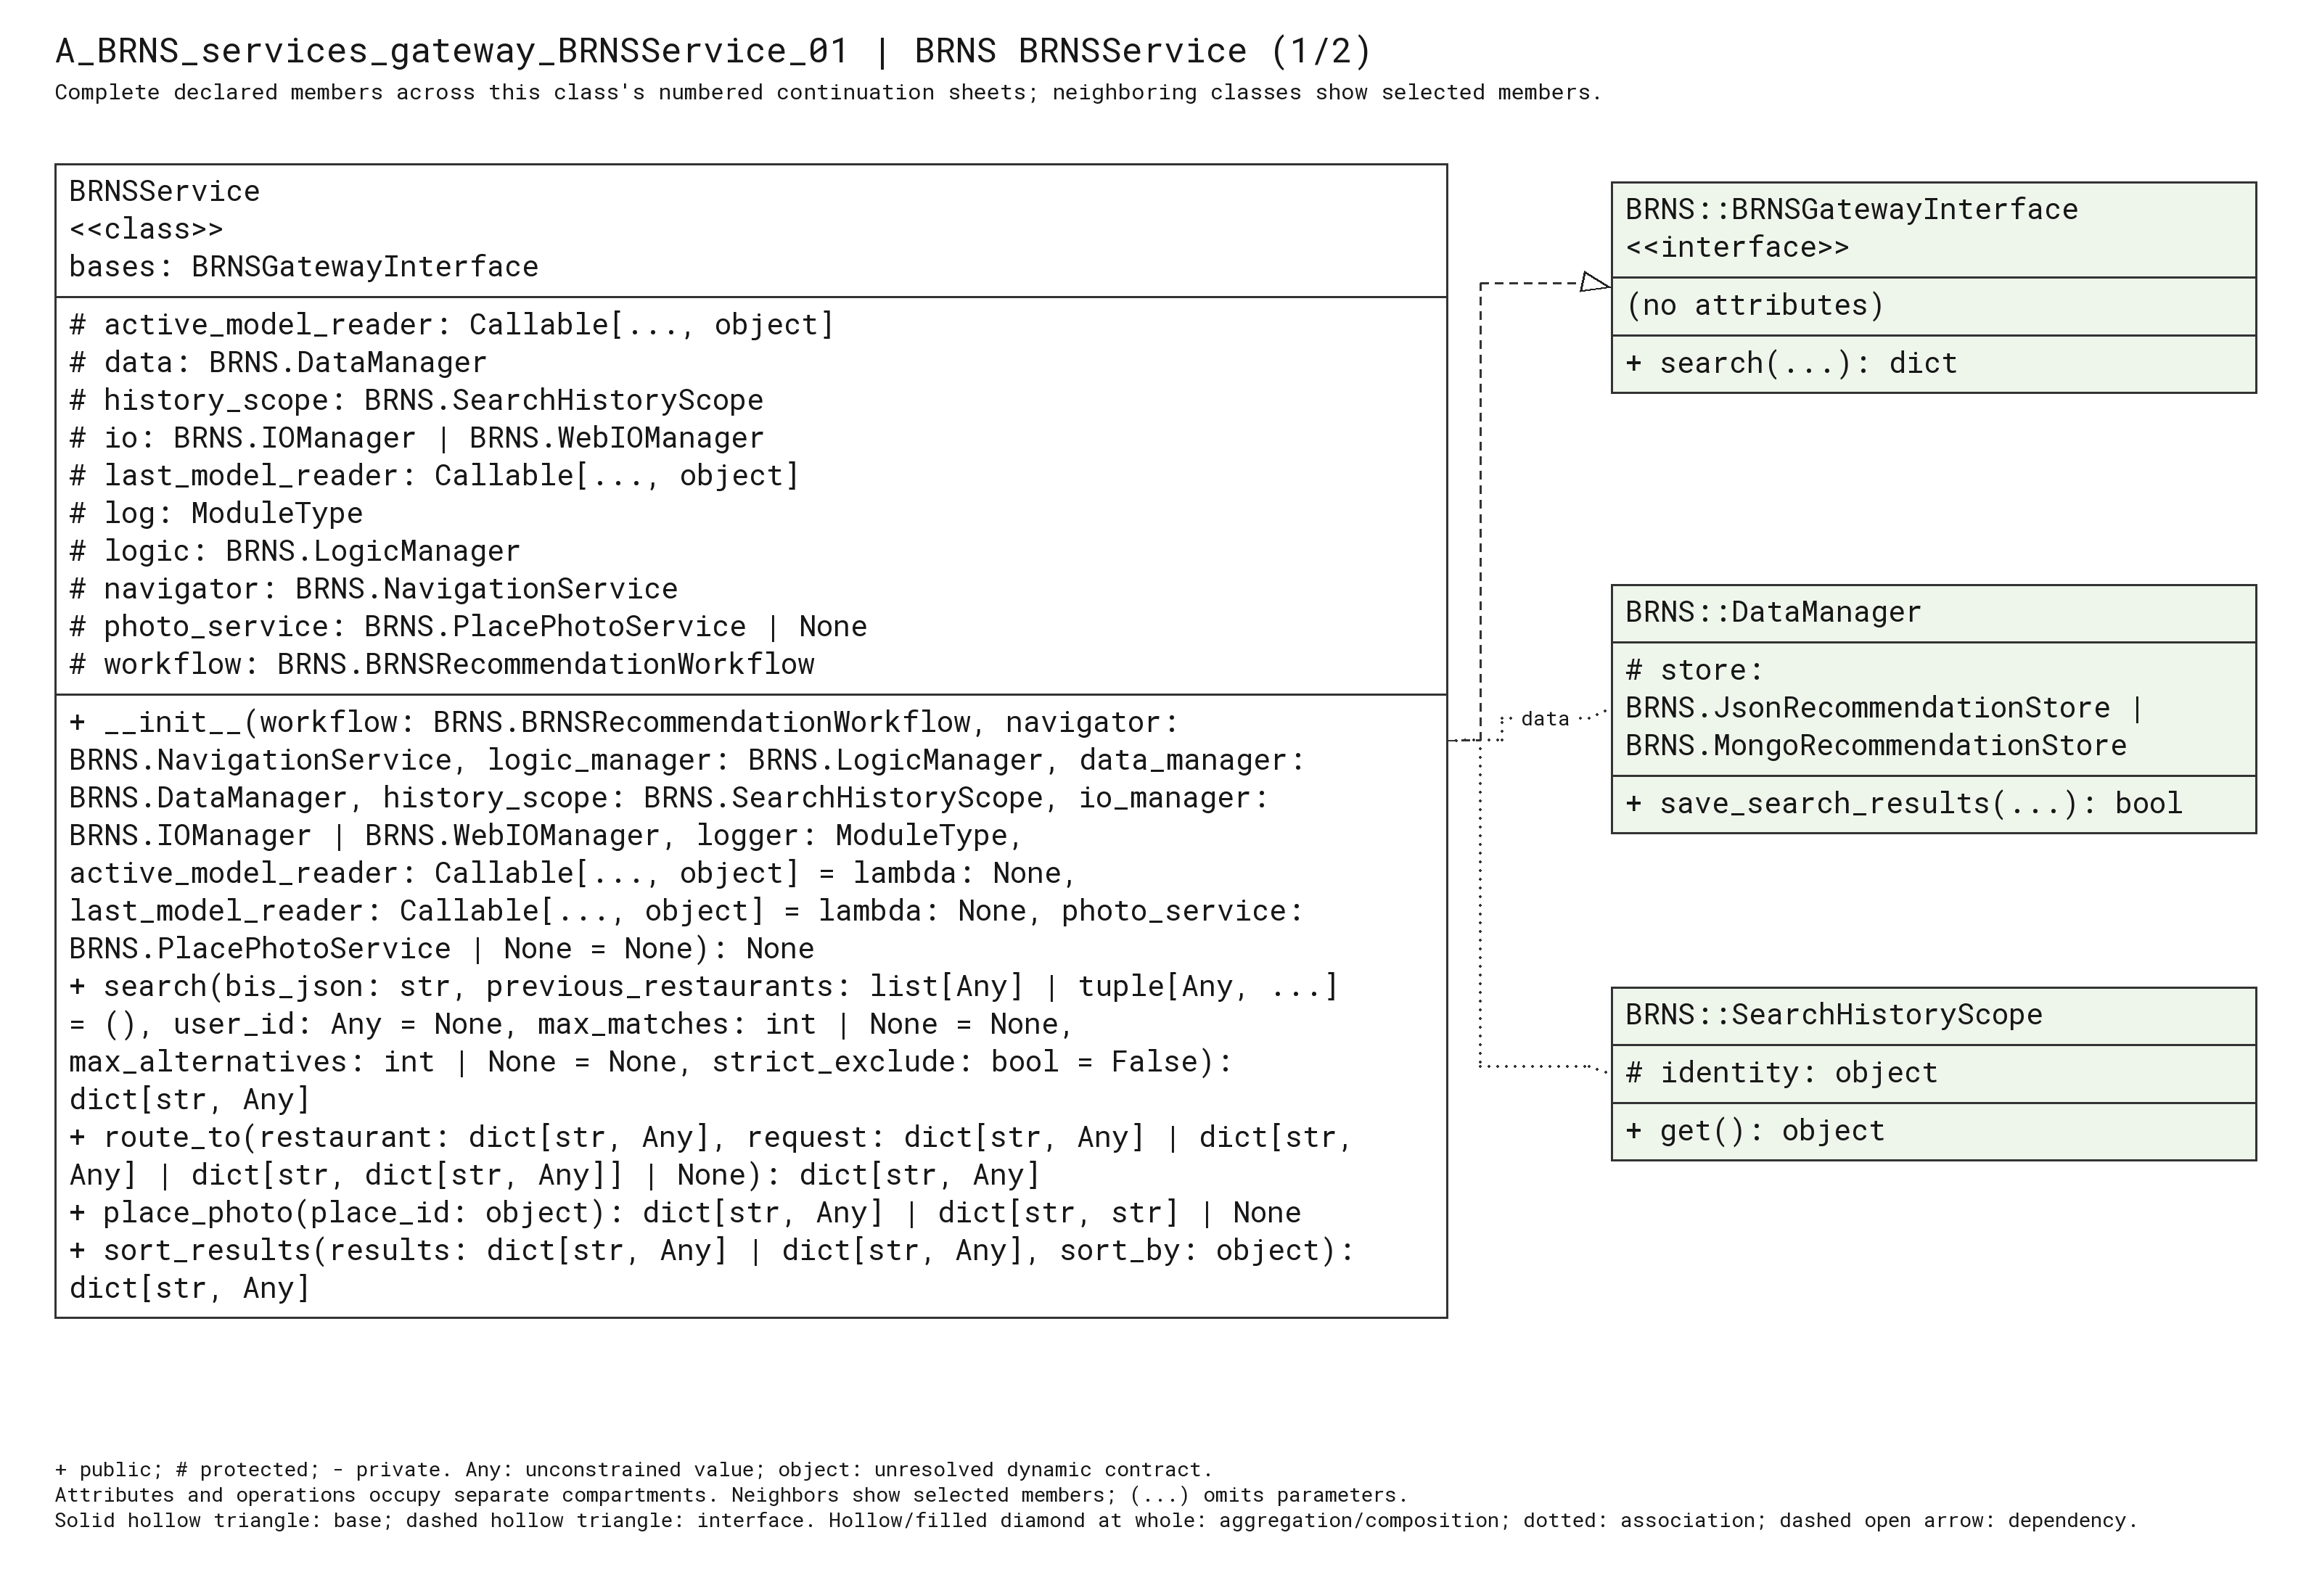 A_BRNS_services_gateway_BRNSService_01 | BRNS BRNSService (1/2)
Complete declared members across this class's numbered continuation sheets; neighboring classes show selected members.
BRNSService
<<class>>
bases: BRNSGatewayInterface
# active_model_reader: Callable[..., object]
# data: BRNS.DataManager
# history_scope: BRNS.SearchHistoryScope
# io: BRNS.IOManager | BRNS.WebIOManager
# last_model_reader: Callable[..., object]
# log: ModuleType
# logic: BRNS.LogicManager
# navigator: BRNS.NavigationService
# photo_service: BRNS.PlacePhotoService | None
# workflow: BRNS.BRNSRecommendationWorkflow
+ __init__(workflow: BRNS.BRNSRecommendationWorkflow, navigator:
BRNS.NavigationService, logic_manager: BRNS.LogicManager, data_manager:
BRNS.DataManager, history_scope: BRNS.SearchHistoryScope, io_manager:
BRNS.IOManager | BRNS.WebIOManager, logger: ModuleType,
active_model_reader: Callable[..., object] = lambda: None,
last_model_reader: Callable[..., object] = lambda: None, photo_service:
BRNS.PlacePhotoService | None = None): None
+ search(bis_json: str, previous_restaurants: list[Any] | tuple[Any, ...]
= (), user_id: Any = None, max_matches: int | None = None,
max_alternatives: int | None = None, strict_exclude: bool = False):
dict[str, Any]
+ route_to(restaurant: dict[str, Any], request: dict[str, Any] | dict[str,
Any] | dict[str, dict[str, Any]] | None): dict[str, Any]
+ place_photo(place_id: object): dict[str, Any] | dict[str, str] | None
+ sort_results(results: dict[str, Any] | dict[str, Any], sort_by: object):
dict[str, Any]
BRNS::BRNSGatewayInterface
<<interface>>
(no attributes)
+ search(...): dict
data
BRNS::DataManager
# store:
BRNS.JsonRecommendationStore |
BRNS.MongoRecommendationStore
+ save_search_results(...): bool
BRNS::SearchHistoryScope
# identity: object
+ get(): object
+ public; # protected; - private. Any: unconstrained value; object: unresolved dynamic contract.
Attributes and operations occupy separate compartments. Neighbors show selected members; (...) omits parameters.
Solid hollow triangle: base; dashed hollow triangle: interface. Hollow/filled diamond at whole: aggregation/composition; dotted: association; dashed open arrow: dependency.